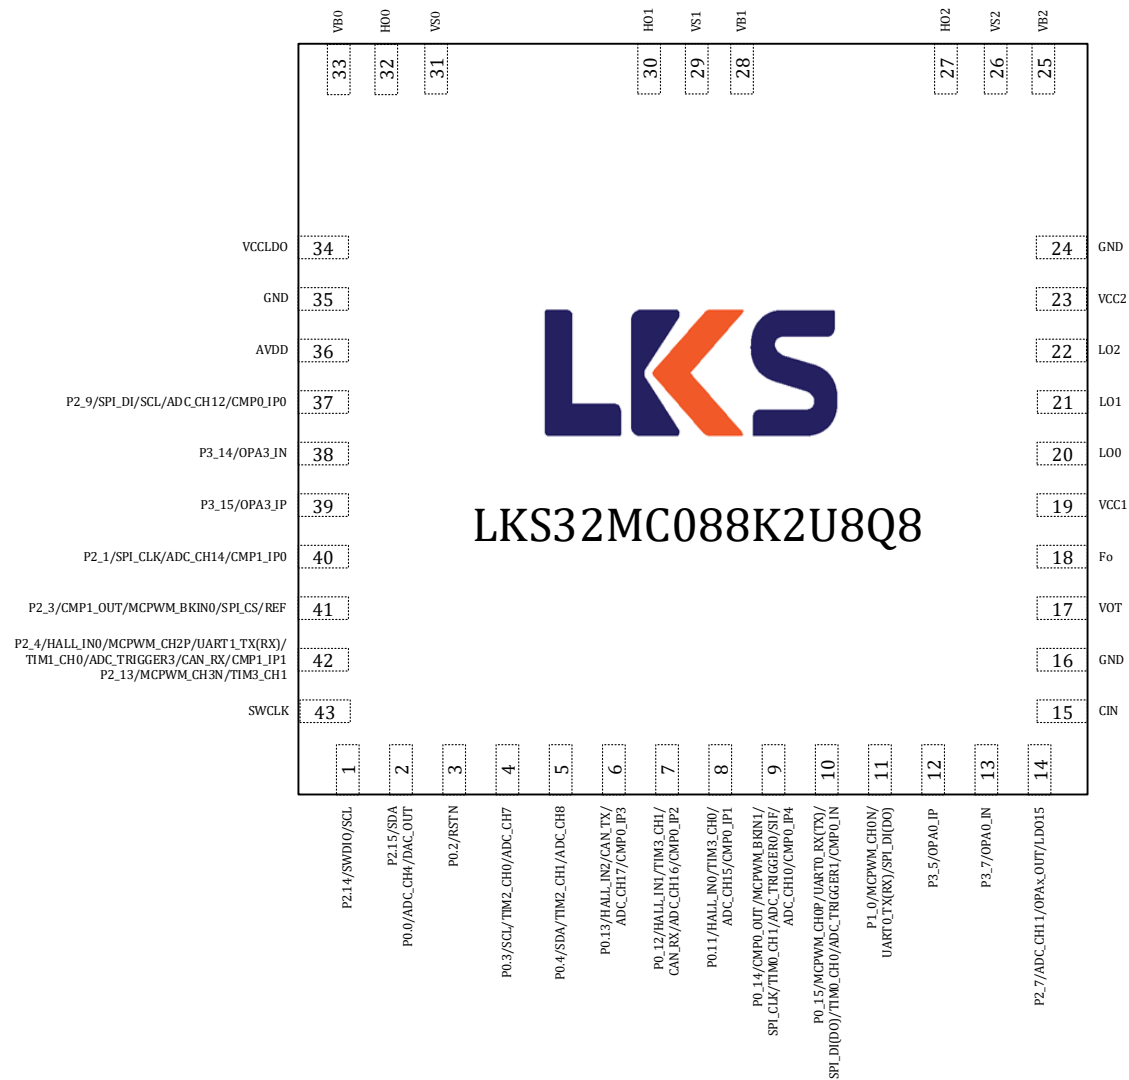 VB0
HO0
VS0
HO1
VS1
VB1
HO2
VS2
VB2
33
32
31
30
29
28
27
26
25
VCCLDO
34
24
GND
GND
35
23
VCC2
AVDD
36
22
LO2
P2_9/SPI_DI/SCL/ADC_CH12/CMP0_IP0
37
21
LO1
P3_14/OPA3_IN
38
20
LO0
P3_15/OPA3_IP
39
19
VCC1
P2_1/SPI_CLK/ADC_CH14/CMP1_IP0
40
18
Fo
P2_3/CMP1_OUT/MCPWM_BKIN0/SPI_CS/REF
41
17
VOT
P2_4/HALL_IN0/MCPWM_CH2P/UART1_TX(RX)/
TIM1_CH0/ADC_TRIGGER3/CAN_RX/CMP1_IP1
P2_13/MCPWM_CH3N/TIM3_CH1
42
16
GND
SWCLK
43
15
CIN
LKS
LKS32MC088K2U8Q8
1
2
3
4
5
6
7
8
9
10
11
12
13
14
P2.14/SWDIO/SCL
P2.15/SDA
P0.0/ADC_CH4/DAC_OUT
P0.2/RSTN
P0.3/SCL/TIM2_CH0/ADC_CH7
P0.4/SDA/TIM2_CH1/ADC_CH8
P0.13/HALL_IN2/CAN_TX/
ADC_CH17/CMP0_IP3
P0_12/HALL_IN1/TIM3_CH1/
CAN_RX/ADC_CH16/CMP0_IP2
P0.11/HALL_IN0/TIM3_CH0/
ADC_CH15/CMP0_IP1
P0_14/CMP0_OUT/MCPWM_BKIN1/
SPI_CLK/TIM0_CH1/ADC_TRIGGER0/SIF/
ADC_CH10/CMP0_IP4
P0_15/MCPWM_CH0P/UART0_RX(TX)/
SPI_DI(DO)/TIM0_CH0/ADC_TRIGGER1/CMP0_IN
P1_0/MCPWM_CH0N/
UART0_TX(RX)/SPI_DI(DO)
P3_5/OPA0_IP
P3_7/OPA0_IN
P2_7/ADC_CH11/OPAx_OUT/LDO15